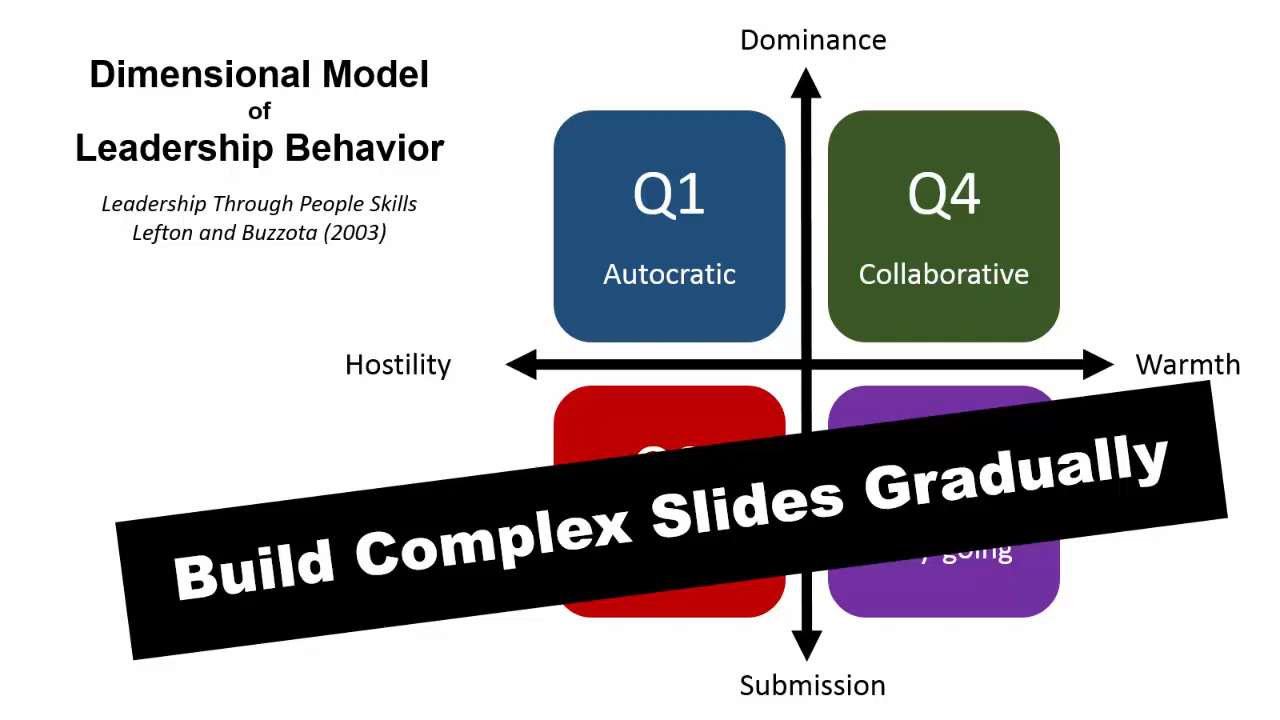 Dominance
Dimensional Model
of
Leadership Behavior
Leadership Through People Skills
Lefton and Buzzota (2003)
Q1
Autocratic
Q4
Collaborative
Hostility
Warmth
Build Complex Slides Gradually
going
Submission